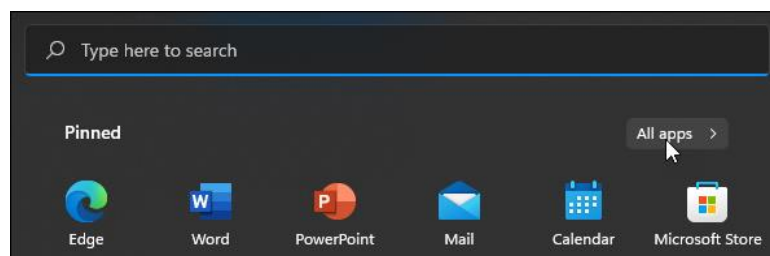 Type here to search
Pinned
All apps >
W
P
Edge Word PowerPoint Mail Calendar Microsoft Store